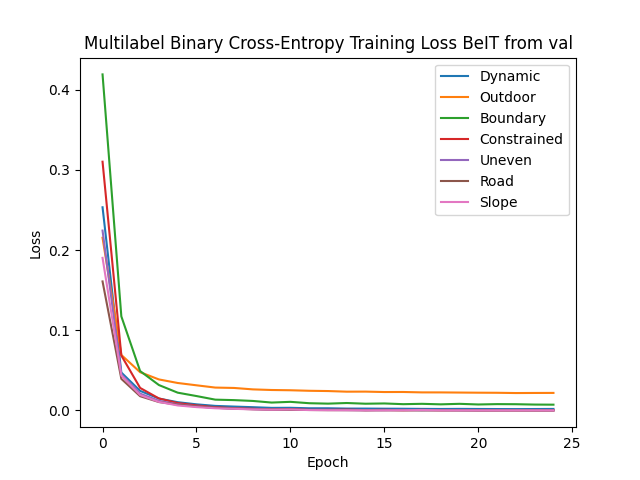 Multilabel Binary Cross-Entropy Training Loss BeIT from val
Dynamic
Outdoor
Boundary
Constrained
Uneven
Road
Slope
Loss
0.4
0.3
0.2
0.1
0.0
0 5 10 15 20 25
Epoch